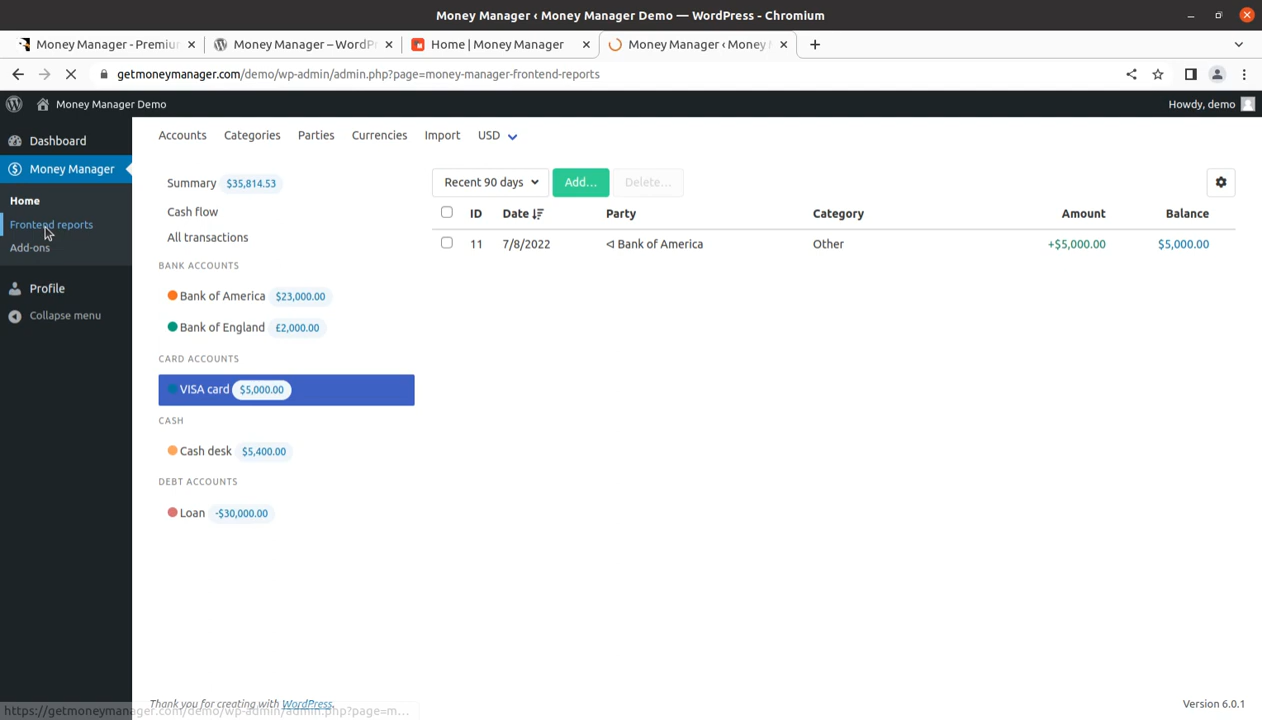 Money Manager ‹ Money Manager Demo — WordPress - Chromium
Money Manager - Premiu
Money Manager – WordP
Home | Money Manager
Money Manager ‹ Money
getmoneymanager.com/demo/wp-admin/admin.php?page=money-manager-frontend-reports
Money Manager Demo
Howdy, demo
Dashboard
Money Manager
Home
Frontend reports
Add-ons
Profile
Collapse menu
Accounts Categories Parties Currencies Import USD
Summary $35,814.53
Cash flow
All transactions
BANK ACCOUNTS
Bank of America $23,000.00
Bank of England £2,000.00
CARD ACCOUNTS
VISA card $5,000.00
CASH
Cash desk $5,400.00
DEBT ACCOUNTS
Loan -$30,000.00
Recent 90 days Add... Delete...
ID Date Party Category Amount Balance
11 7/8/2022 ◁ Bank of America Other +$5,000.00 $5,000.00
Thank you for creating with WordPress.
Version 6.0.1
https://getmoneymanager.com/demo/wp-admin/admin.php?page=m...